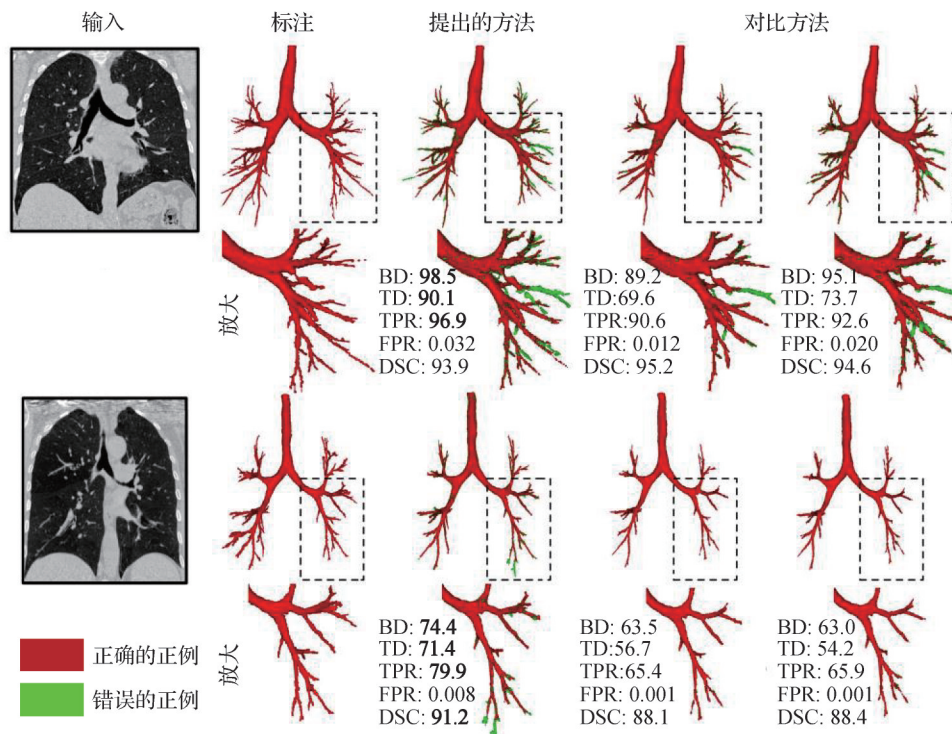 输入
标注
提出的方法
对比方法
放大
BD: 98.5
TD: 90.1
TPR: 96.9
FPR: 0.032
DSC: 93.9
BD: 89.2
TD:69.6
TPR:90.6
FPR: 0.012
DSC: 95.2
BD: 95.1
TD: 73.7
TPR: 92.6
FPR: 0.020
DSC: 94.6
放大
BD: 74.4
TD: 71.4
TPR: 79.9
FPR: 0.008
DSC: 91.2
BD: 63.5
TD:56.7
TPR:65.4
FPR: 0.001
DSC: 88.1
BD: 63.0
TD: 54.2
TPR: 65.9
FPR: 0.001
DSC: 88.4
正确的正例
错误的正例